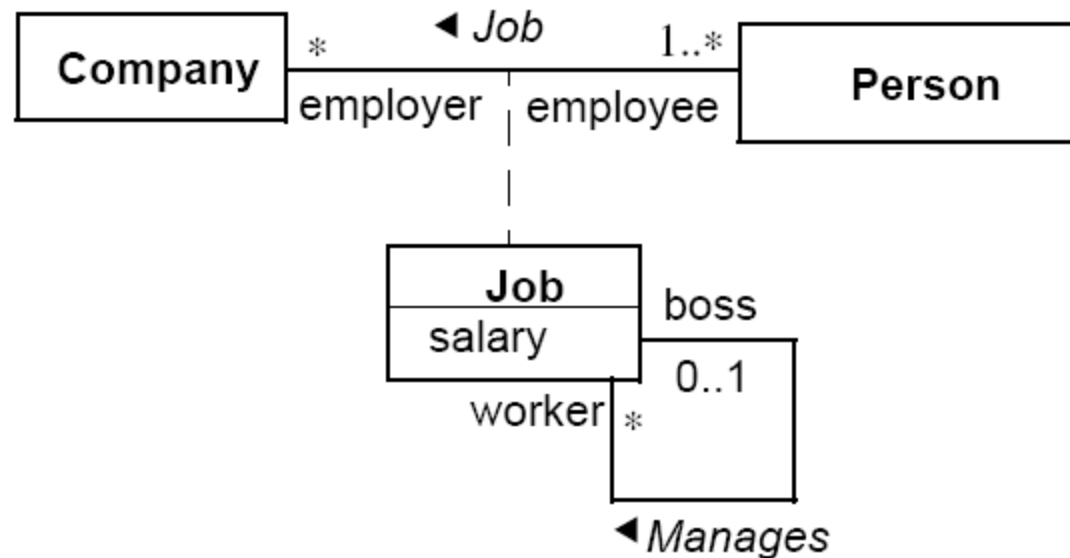 ◄ Job
* 1..*
Company
Person
employer employee
Job
salary
boss
0..1
worker *
◄ Manages